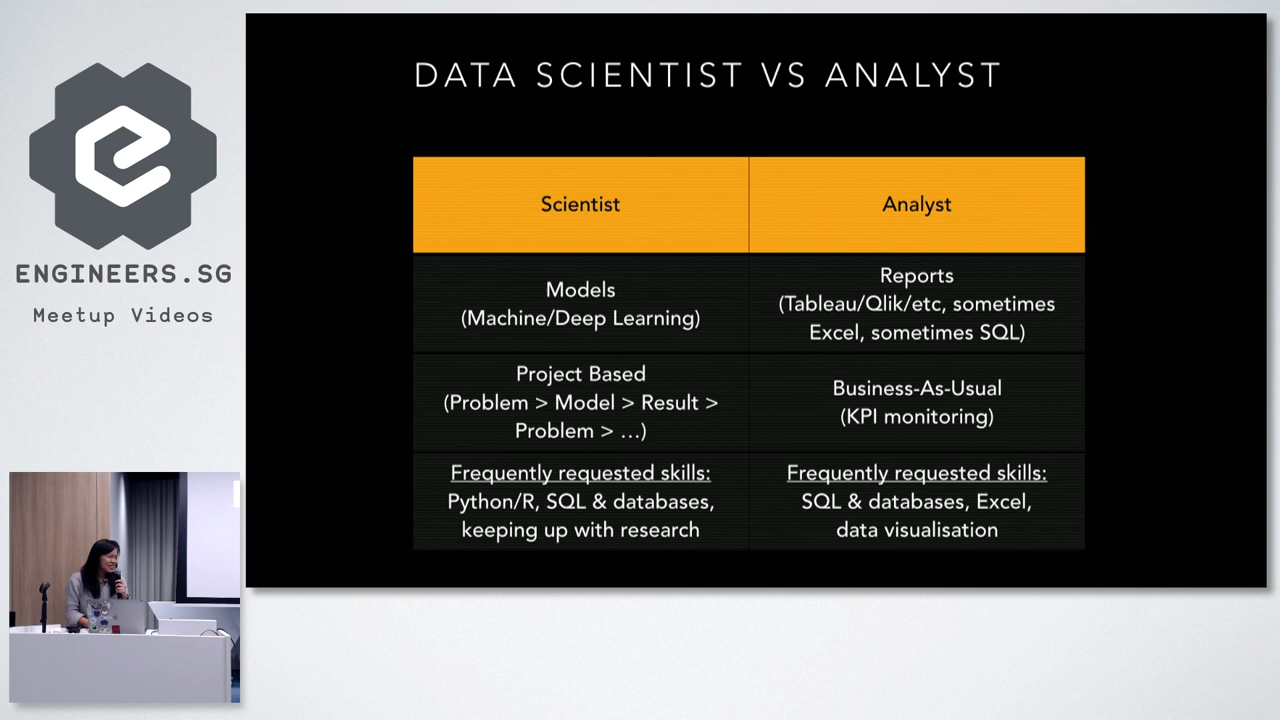 ENGINEERS.SG
Meetup Videos
DATA SCIENTIST VS ANALYST
Scientist
Analyst
Models
(Machine/Deep Learning)
Reports
(Tableau/Qlik/etc, sometimes
Excel, sometimes SQL)
Project Based
(Problem > Model > Result >
Problem > …)
Business-As-Usual
(KPI monitoring)
Frequently requested skills:
Python/R, SQL & databases,
keeping up with research
Frequently requested skills:
SQL & databases, Excel,
data visualisation